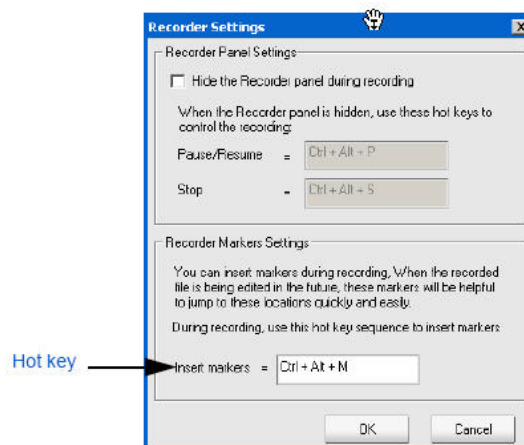 Recorder Settings
X
Recorder Panel Settings
Hide the Recorder panel during recording
When the Recorder panel is hidden, use these hot keys to
control the recording:
Pause/Resume = Ctrl + Alt + P
Stop = Ctrl + Alt + S
Recorder Markers Settings
You can insert markers during recording, When the recorded
file is being edited in the future, these markers will be helpful
to jump to these locations quickly and easily.
During recording, use this hot key sequence to insert markers
Hot key
Insert markers = Ctrl + Alt + M
OK Cancel